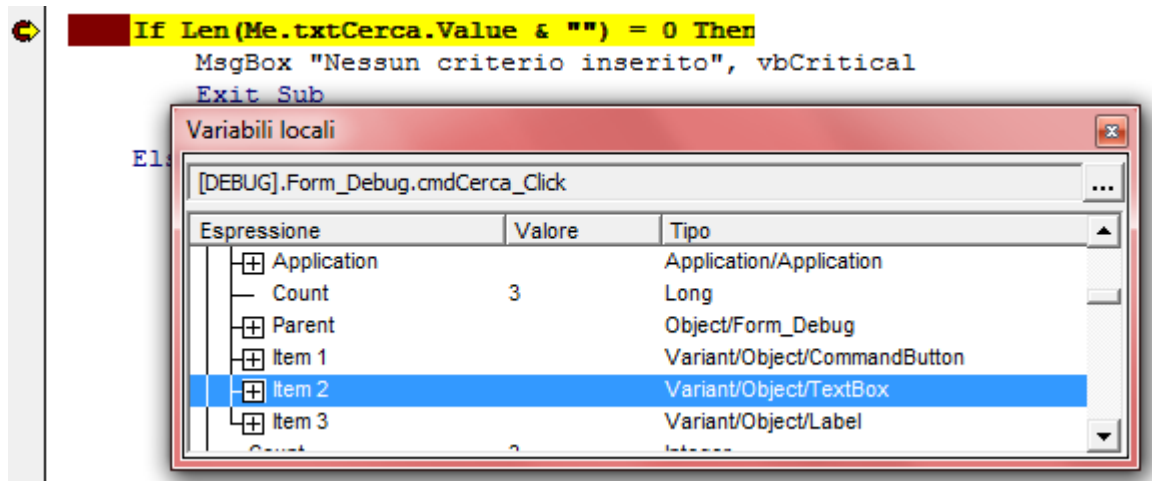 If Len(Me.txtCerca.Value & "") = 0 Then
MsgBox "Nessun criterio inserito", vbCritical
Exit Sub
Variabili locali
[DEBUG].Form_Debug.cmdCerca_Click ...
Espressione Valore Tipo
Application Application/Application
Count 3 Long
Parent Object/Form_Debug
Item 1 Variant/Object/CommandButton
Item 2 Variant/Object/TextBox
Item 3 Variant/Object/Label